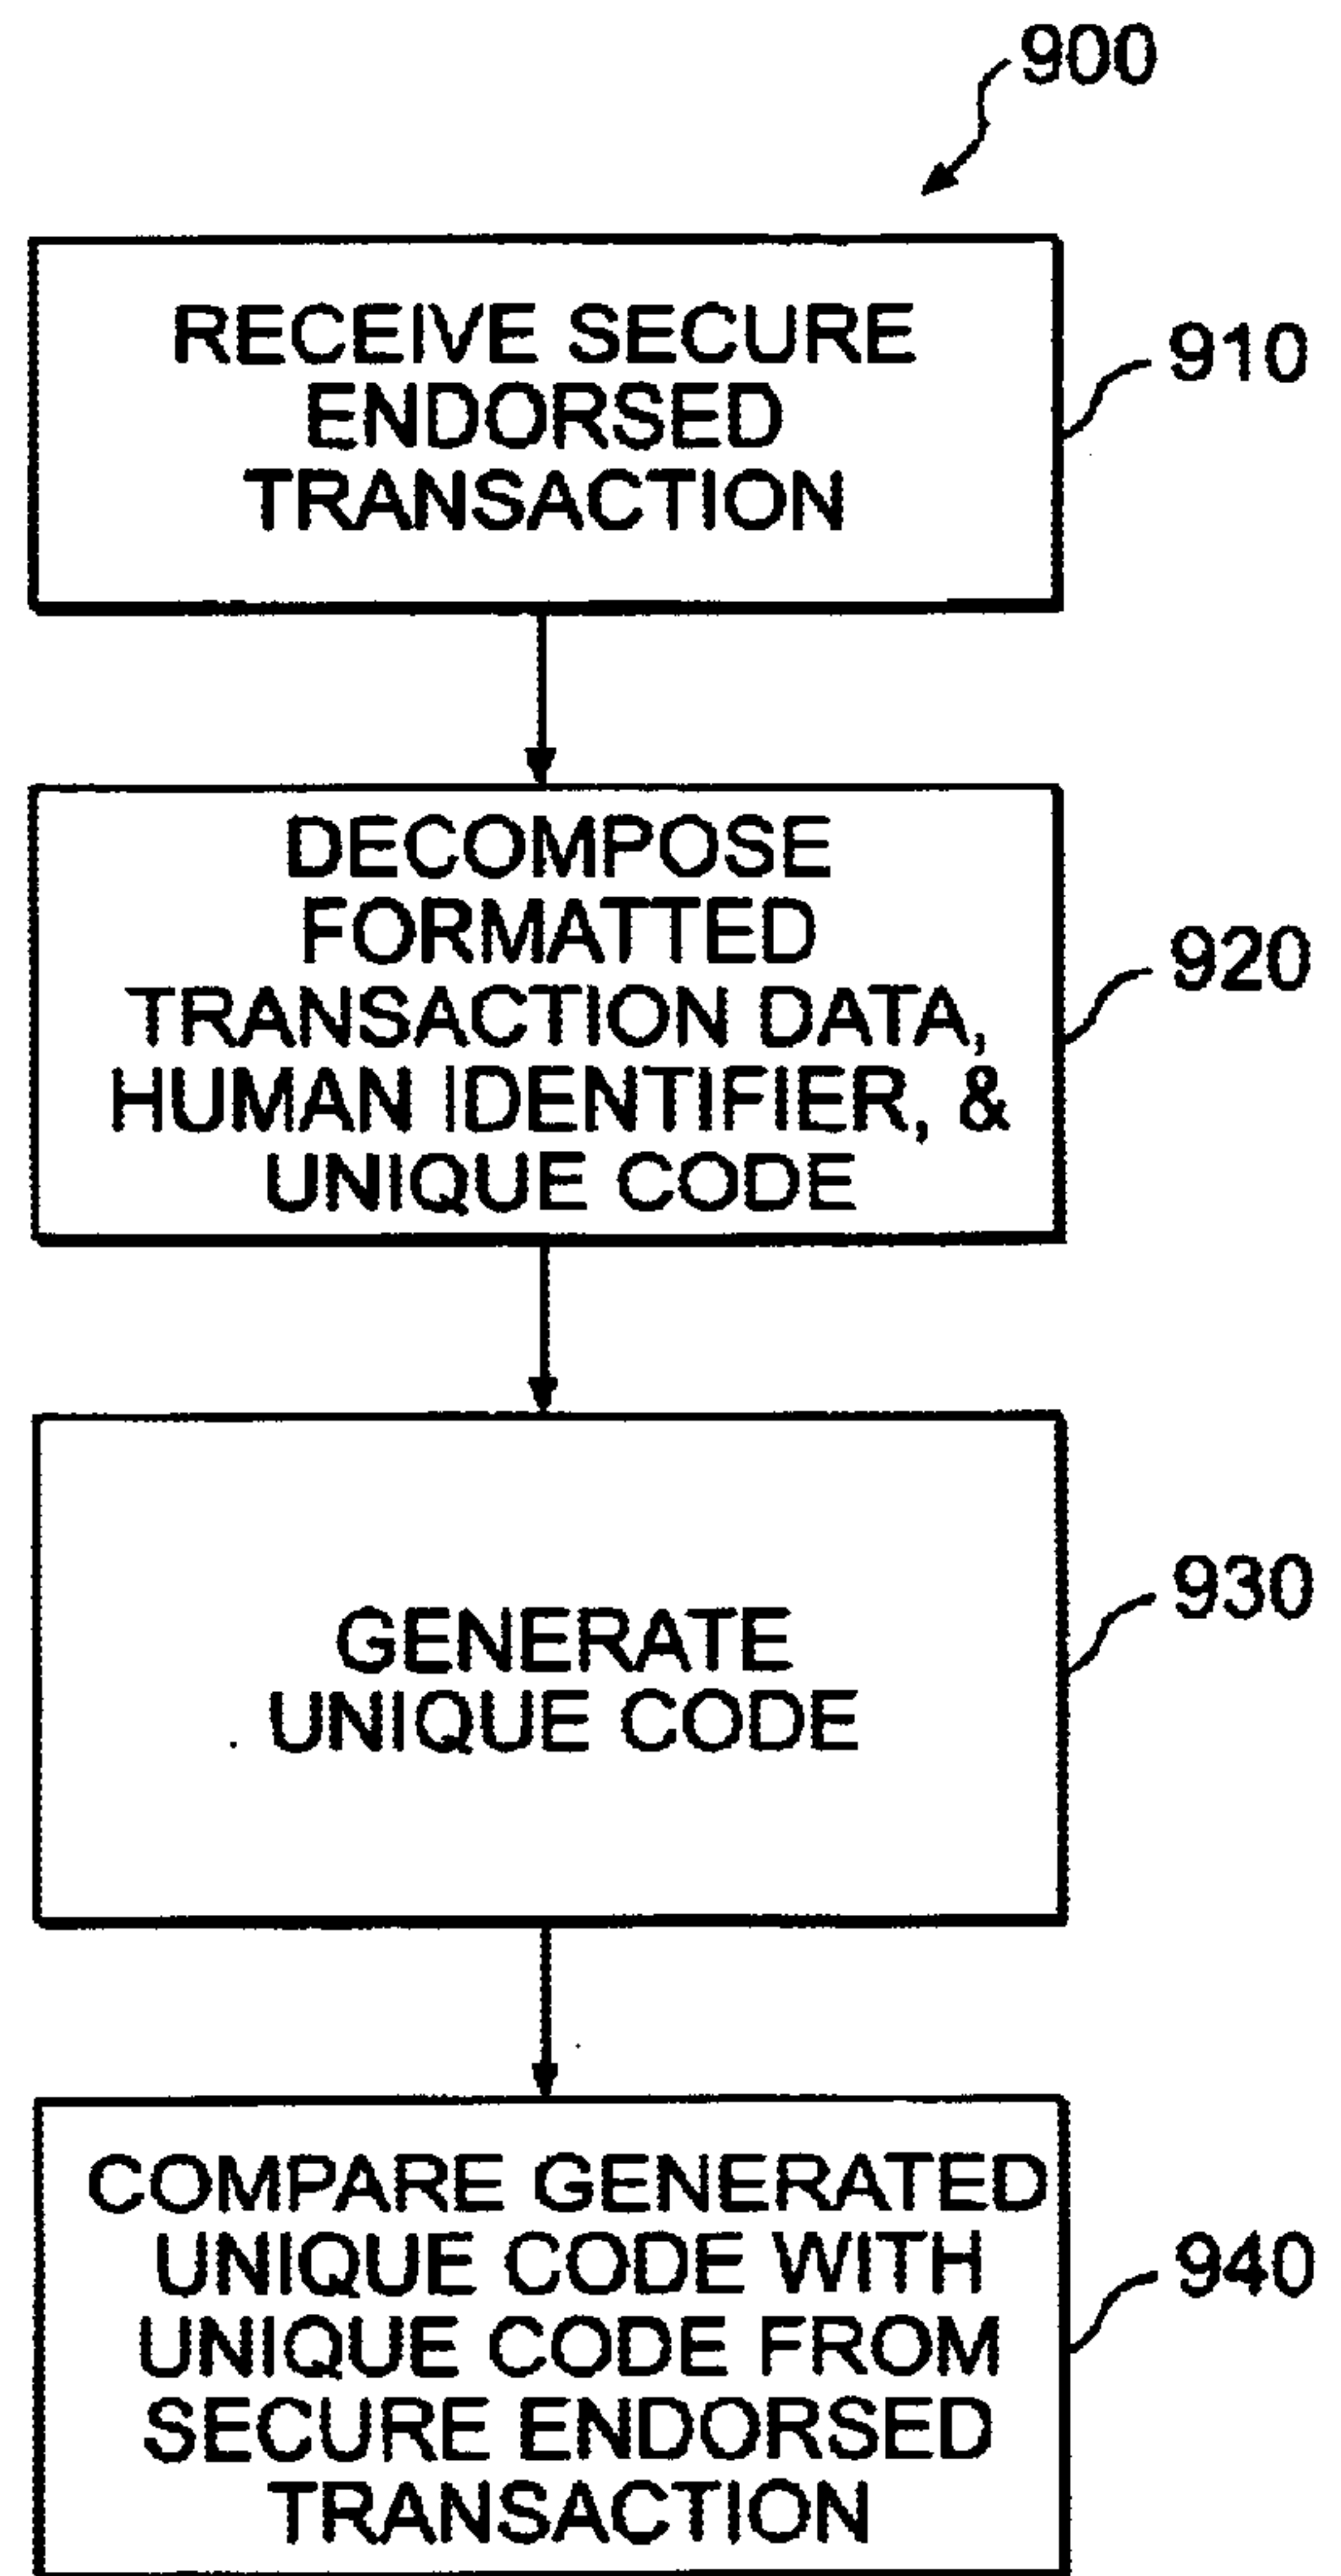 900
RECEIVE SECURE
ENDORSED
TRANSACTION
910
DECOMPOSE
FORMATTED
TRANSACTION DATA,
HUMAN IDENTIFIER, &
UNIQUE CODE
920
GENERATE
UNIQUE CODE
930
COMPARE GENERATED
UNIQUE CODE WITH
UNIQUE CODE FROM
SECURE ENDORSED
TRANSACTION
940